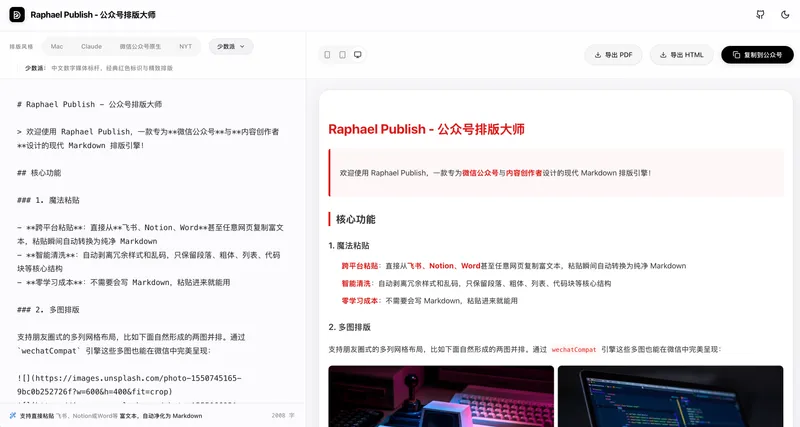 Raphael Publish - 公众号排版大师
排版风格 Mac Claude 微信公众号原生 NYT 少数派
少数派: 中文数字媒体标杆，经典红色标识与横致排版
# Raphael Publish - 公众号排版大师
> 欢迎使用 Raphael Publish，一款专为**微信公众号**与**内容创作者
**设计的现代 Markdown 排版引擎！
## 核心功能
### 1. 魔法粘贴
- **跨平台粘贴**：直接从**飞书、Notion、Word**甚至任意网页复制富文
本，粘贴瞬间自动转换为纯净 Markdown
- **智能清洗**：自动剥离冗余样式和乱码，只保留段落、粗体、列表、代码
块等核心结构
- **零学习成本**：不需要会写 Markdown，粘贴进来就能用
### 2. 多图排版
支持朋友圈式的多列网格布局，比如下面自然形成的两图并排。通过
`wechatCompat` 引擎这些多图也能在微信中完美呈现：
![](https://images.unsplash.com/photo-1550745165-
9bc0b252726f?w=600&h=400&fit=crop)
支持直接粘贴 飞书、Notion或Word等 富文本，自动净化为 Markdown 2008 字
导出 PDF 导出 HTML 复制到公众号
Raphael Publish - 公众号排版大师
欢迎使用 Raphael Publish，一款专为微信公众号与内容创作者设计的现代 Markdown 排版引擎！
核心功能
1. 魔法粘贴
跨平台粘贴：直接从飞书、Notion、Word甚至任意网页复制富文本，粘贴瞬间自动转换为纯净 Markdown
智能清洗：自动剥离冗余样式和乱码，只保留段落、粗体、列表、代码块等核心结构
零学习成本：不需要会写 Markdown，粘贴进来就能用
2. 多图排版
支持朋友圈式的多列网格布局，比如下面自然形成的两图并排。通过 wechatCompat 引擎这些多图也能在微信中完美呈现：